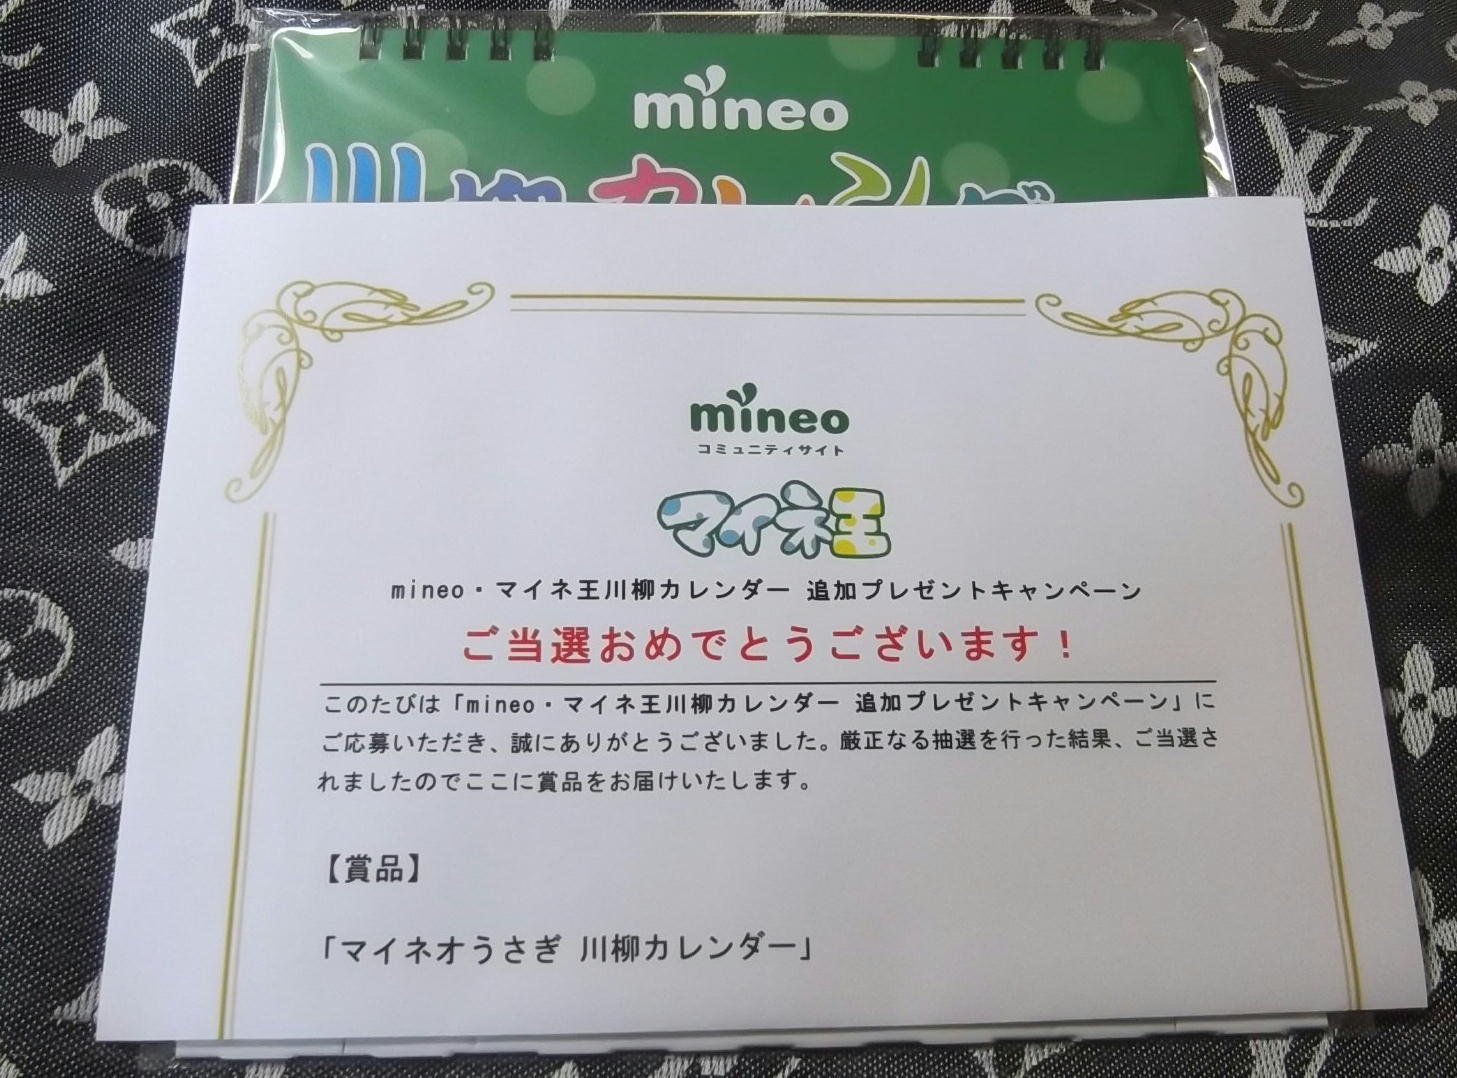 mineo
川柳カレンダ
mineo
コミュニティサイト
マイネ王
mineo・マイネ王川柳カレンダー 追加プレゼントキャンペーン
ご当選おめでとうございます！
このたびは「mineo・マイネ王川柳カレンダー 追加プレゼントキャンペーン」に
ご応募いただき、誠にありがとうございました。厳正なる抽選を行った結果、ご当選さ
れましたのでここに賞品をお届けいたします。
【賞品】
「マイネオうさぎ 川柳カレンダー」